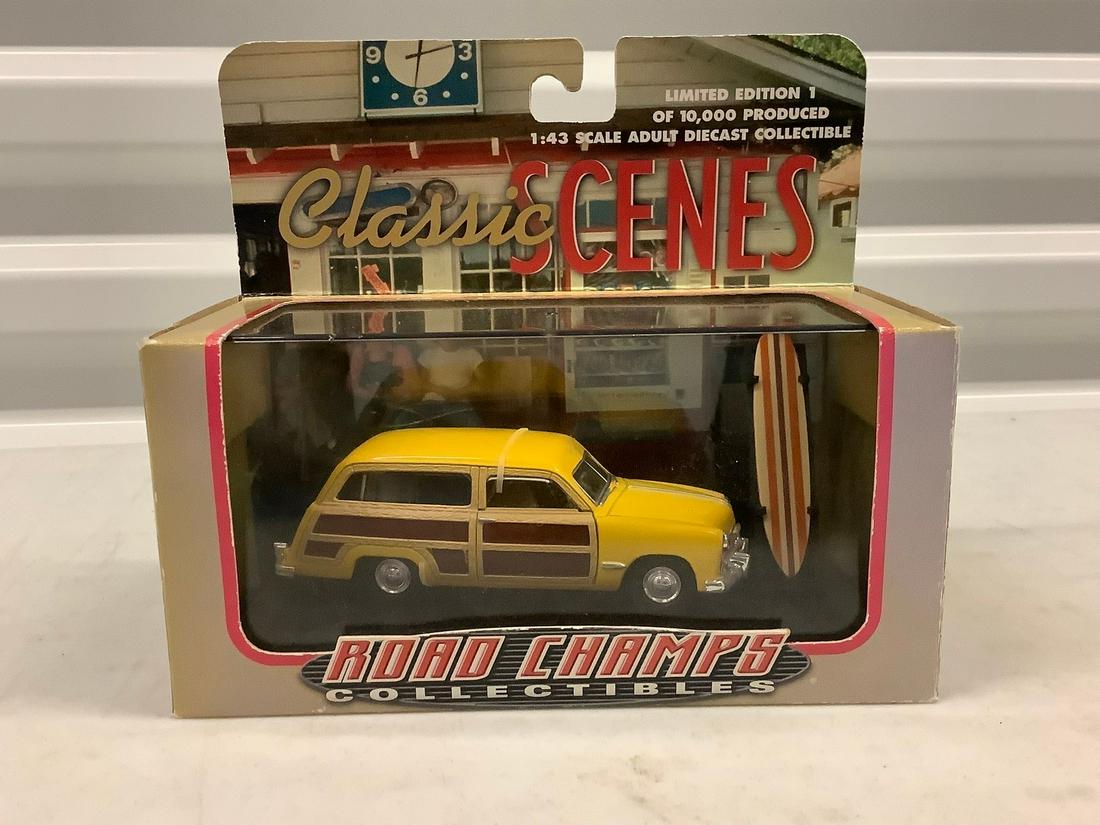 9 3
6
LIMITED EDITION 1
OF 10,000 PRODUCED
1:43 SCALE ADULT DIECAST COLLECTIBLE
Classic SCENES
ROAD CHAMPS
COLLECTIBLES